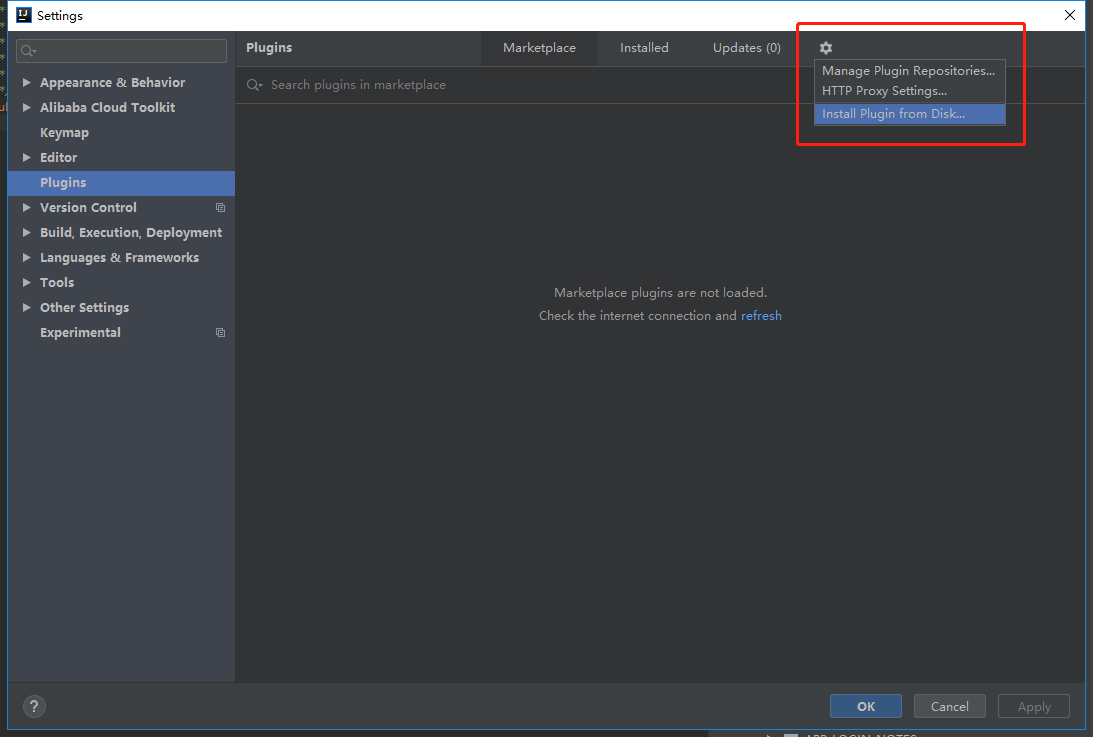 Settings
Plugins
Marketplace
Installed
Updates (0)
Search plugins in marketplace
Manage Plugin Repositories...
HTTP Proxy Settings...
Install Plugin from Disk...
Appearance & Behavior
Alibaba Cloud Toolkit
Keymap
Editor
Plugins
Version Control
Build, Execution, Deployment
Languages & Frameworks
Tools
Other Settings
Experimental
Marketplace plugins are not loaded.
Check the internet connection and refresh
?
OK
Cancel
Apply